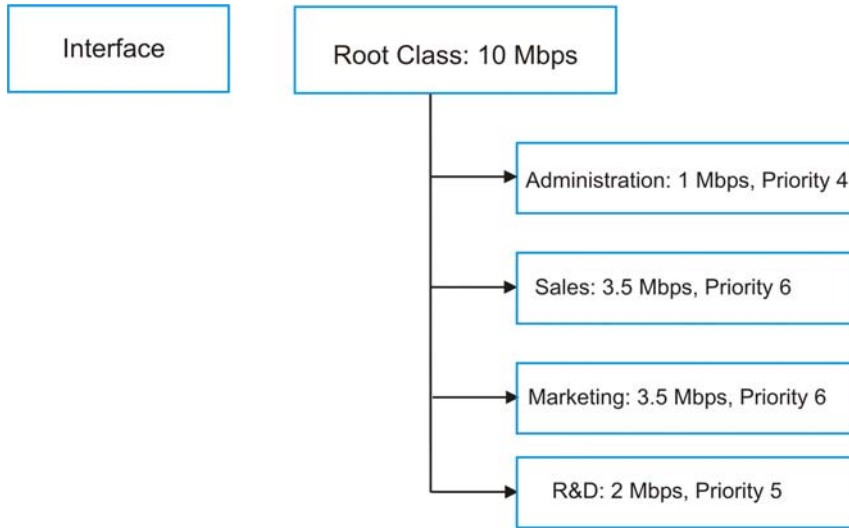 Interface
Root Class: 10 Mbps
Administration: 1 Mbps, Priority 4
Sales: 3.5 Mbps, Priority 6
Marketing: 3.5 Mbps, Priority 6
R&D: 2 Mbps, Priority 5